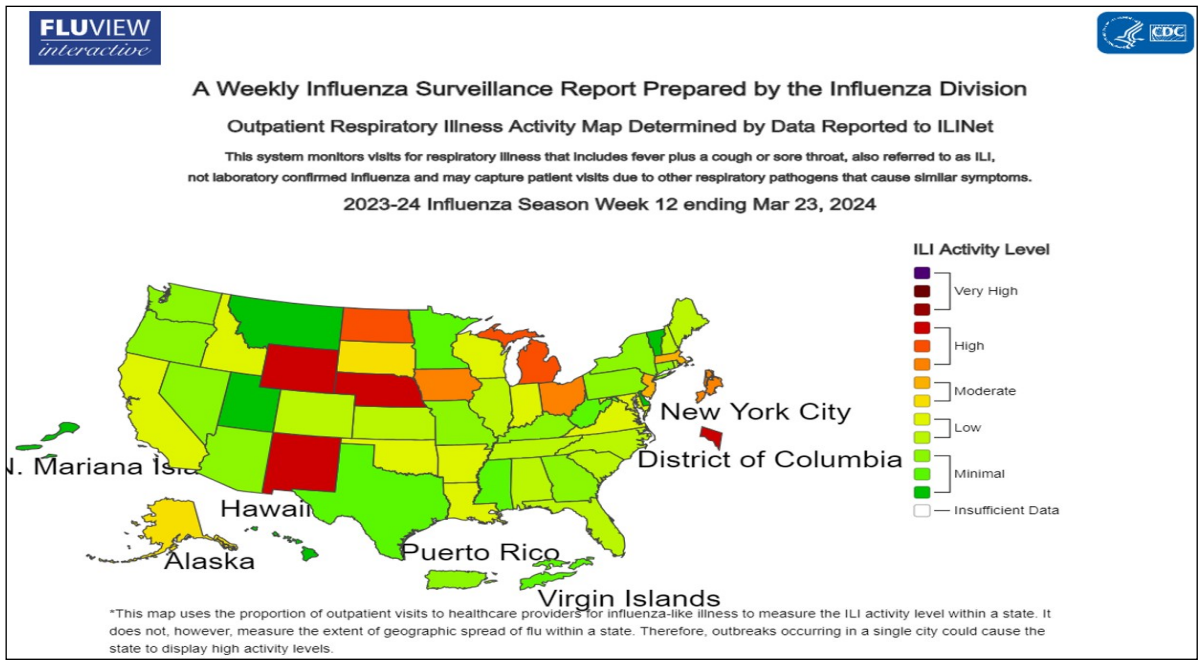 FLUVIEW
interactive
CDC
A Weekly Influenza Surveillance Report Prepared by the Influenza Division
Outpatient Respiratory Illness Activity Map Determined by Data Reported to ILINet
This system monitors visits for respiratory illness that includes fever plus a cough or sore throat, also referred to as ILI,
not laboratory confirmed influenza and may capture patient visits due to other respiratory pathogens that cause similar symptoms.
2023-24 Influenza Season Week 12 ending Mar 23, 2024
ILI Activity Level
Very High
High
Moderate
Low
Minimal
Insufficient Data
New York City
District of Columbia
N. Mariana Isla
Hawaii
Alaska
Puerto Rico
Virgin Islands
*This map uses the proportion of outpatient visits to healthcare providers for influenza-like illness to measure the ILI activity level within a state. It
does not, however, measure the extent of geographic spread of flu within a state. Therefore, outbreaks occurring in a single city could cause the
state to display high activity levels.